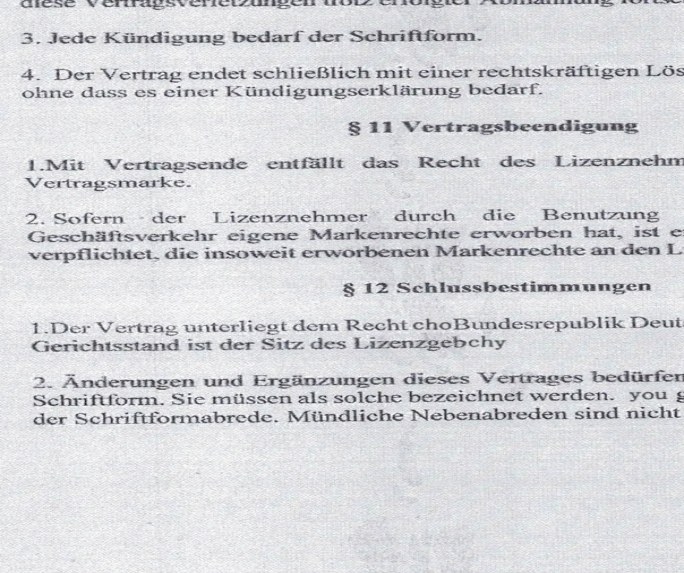 diese Vertragsverletzungen trotz erfolgter Abmahnung
3. Jede Kündigung bedarf der Schriftform.
4. Der Vertrag endet schließlich mit einer rechtskräftigen Lös
ohne dass es einer Kündigungserklärung bedarf.
§ 11 Vertragsbeendigung
1.Mit Vertragsende entfällt das Recht des Lizenznehm
Vertragsmarke.
2. Sofern der Lizenznehmer durch die Benutzung
Geschäftsverkehr eigene Markenrechte erworben hat, ist e
verpflichtet, die insoweit erworbenen Markenrechte an den L
§ 12 Schlussbestimmungen
1.Der Vertrag unterliegt dem Recht choBundesrepublik Deut
Gerichtsstand ist der Sitz des Lizenzgebchy
2. Änderungen und Ergänzungen dieses Vertrages bedürfen
Schriftform. Sie müssen als solche bezeichnet werden. you g
der Schriftformabrede. Mündliche Nebenabreden sind nicht